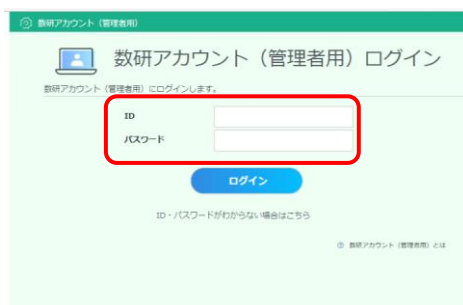 数研アカウント（管理者用）
数研アカウント（管理者用）ログイン
数研アカウント（管理者用）にログインします。
ID
パスワード
ログイン
ID・パスワードがわからない場合はこちら
数研アカウント（管理者用）とは